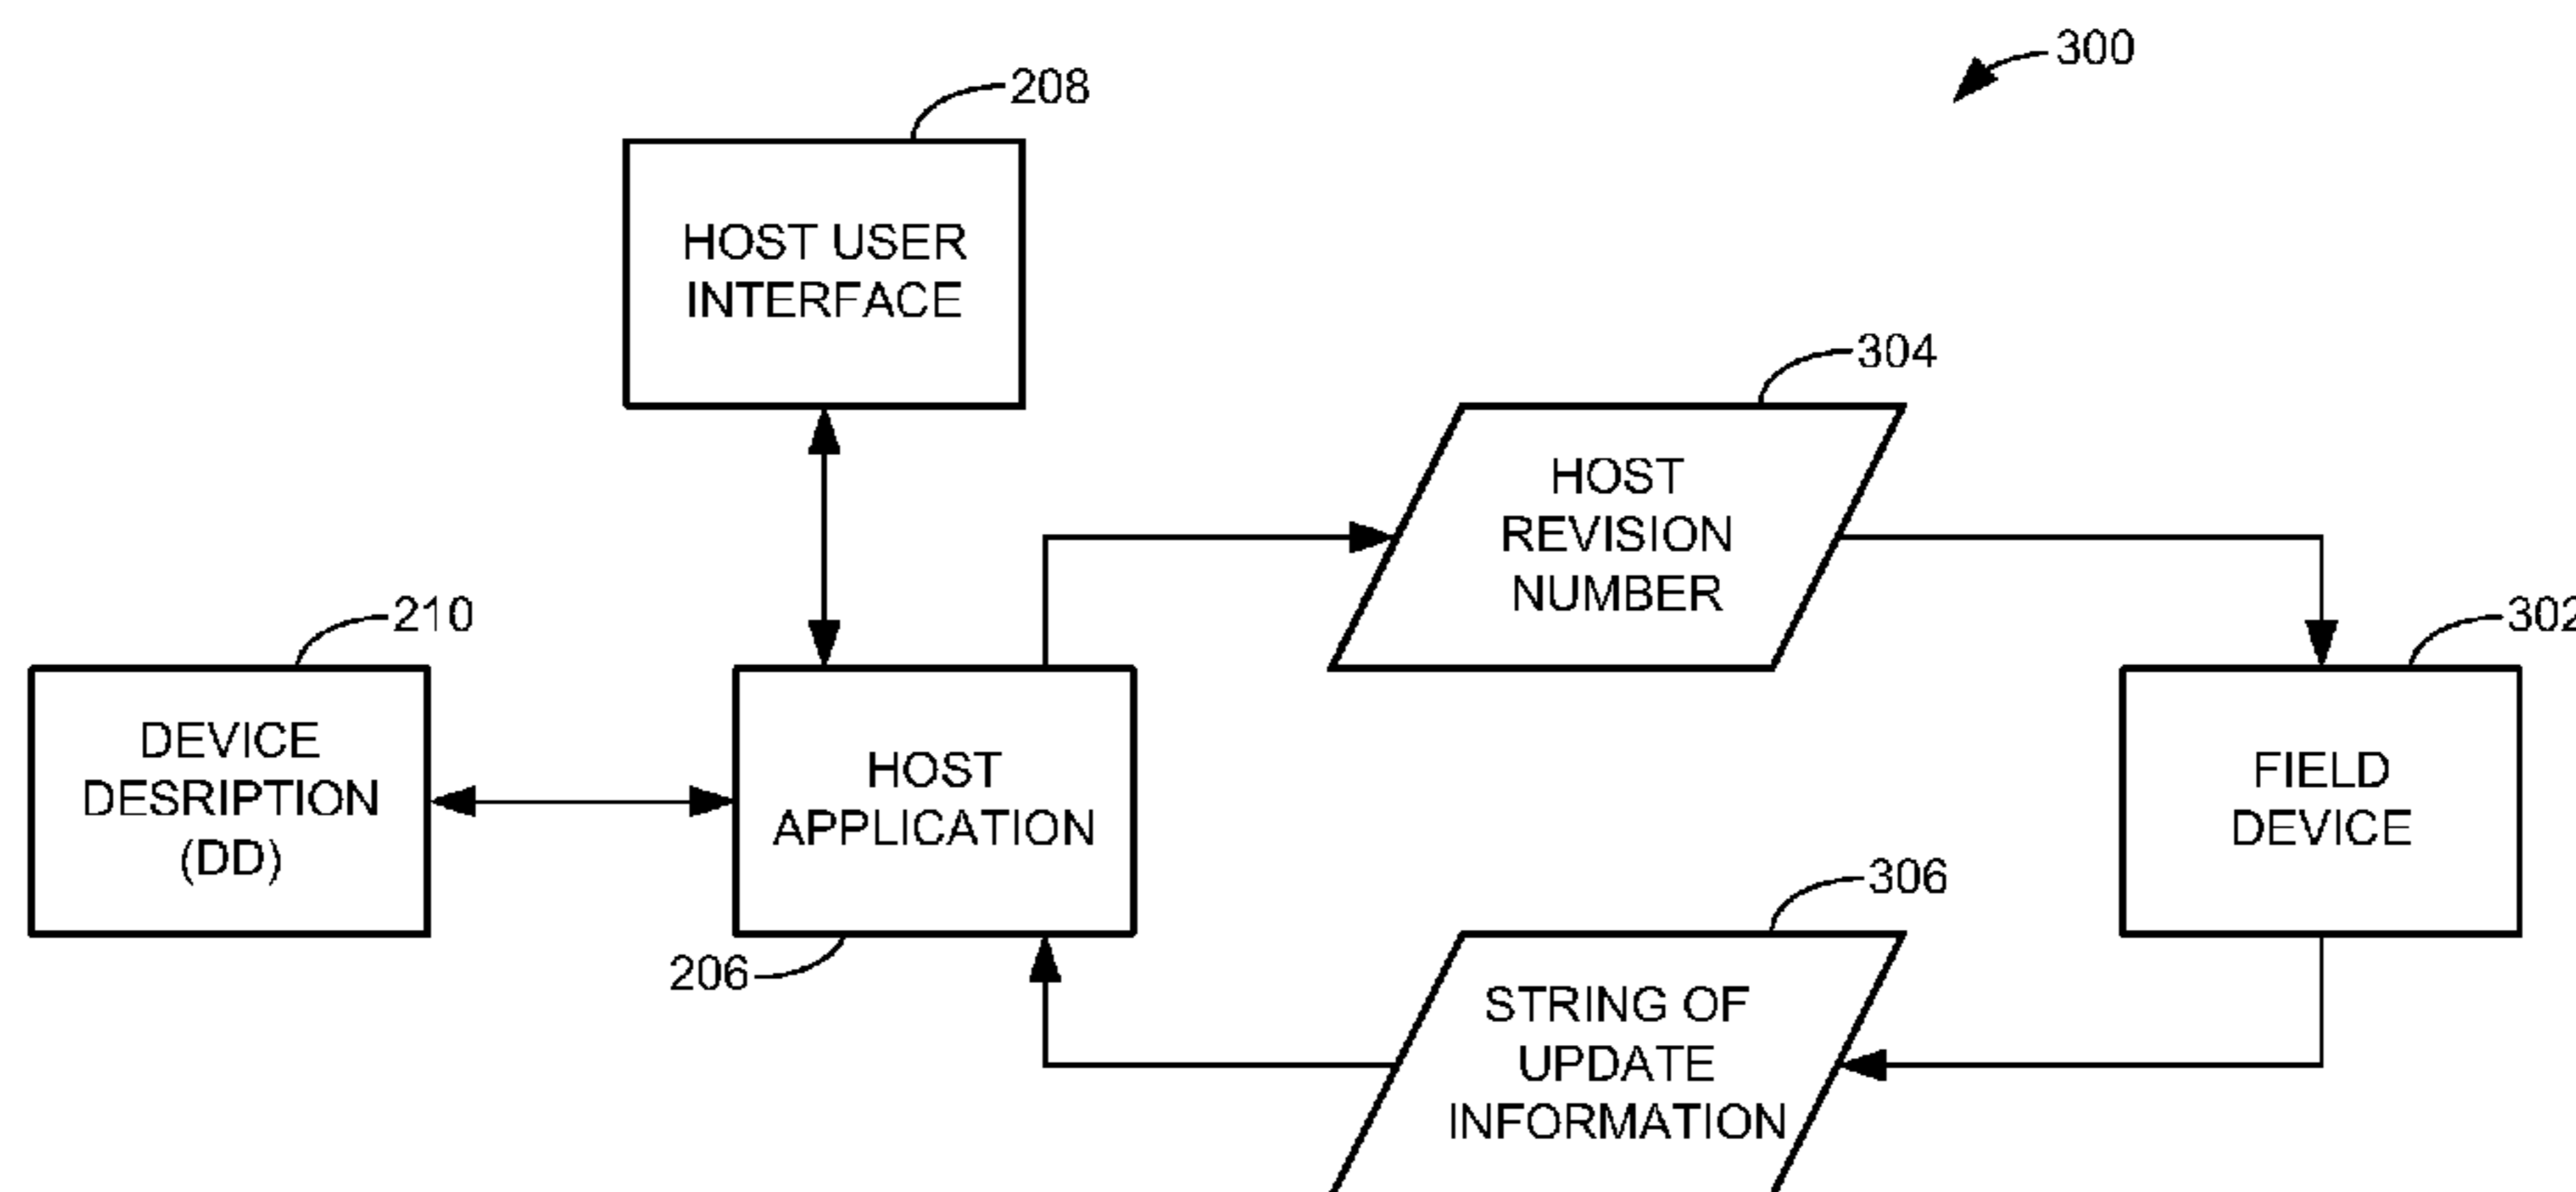 300
208
HOST USER
INTERFACE
304
HOST
REVISION
NUMBER
210
302
DEVICE
DESRIPTION
(DD)
HOST
APPLICATION
FIELD
DEVICE
306
206
STRING OF
UPDATE
INFORMATION